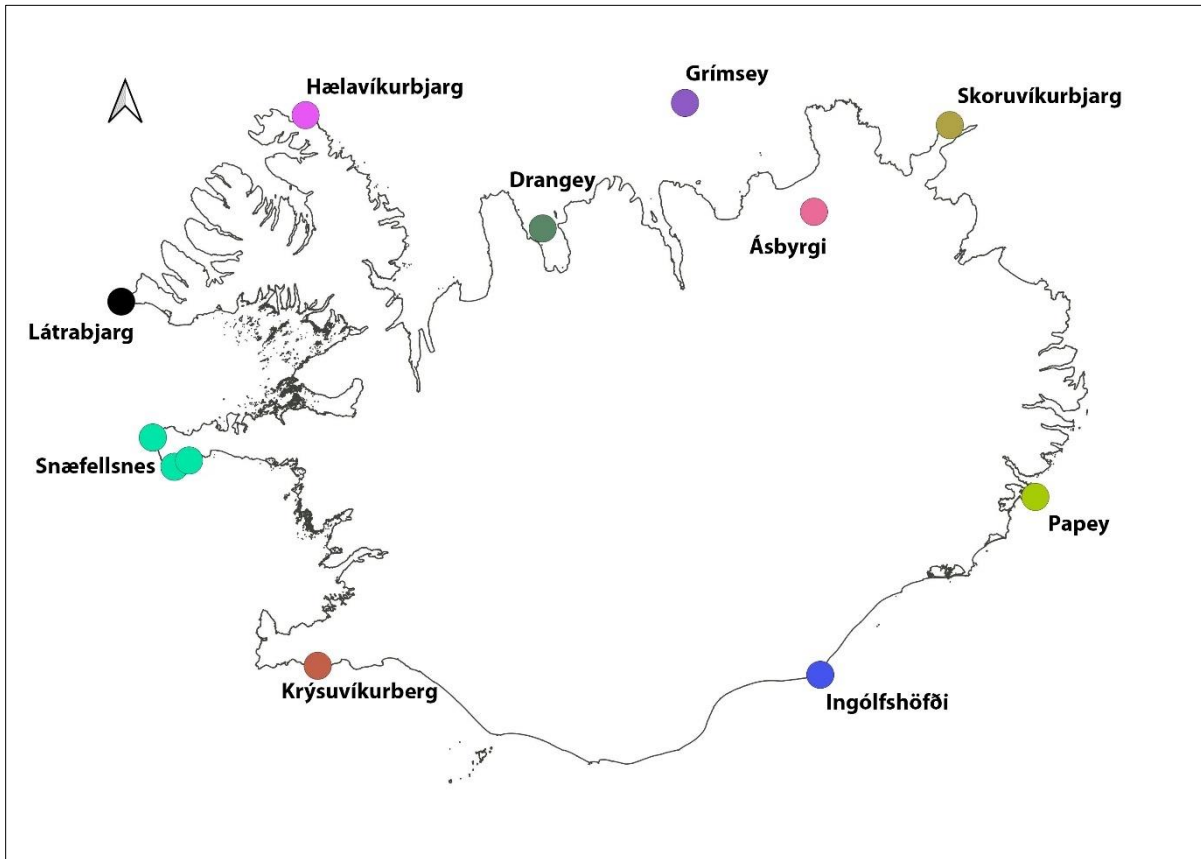 Grímsey
Hælavíkurbjarg
Skoruvíkurbjarg
Drangey
Ásbyrgi
Látrabjarg
Snæfellsnes
Papey
Krýsuvíkurberg
Ingólfshöfði